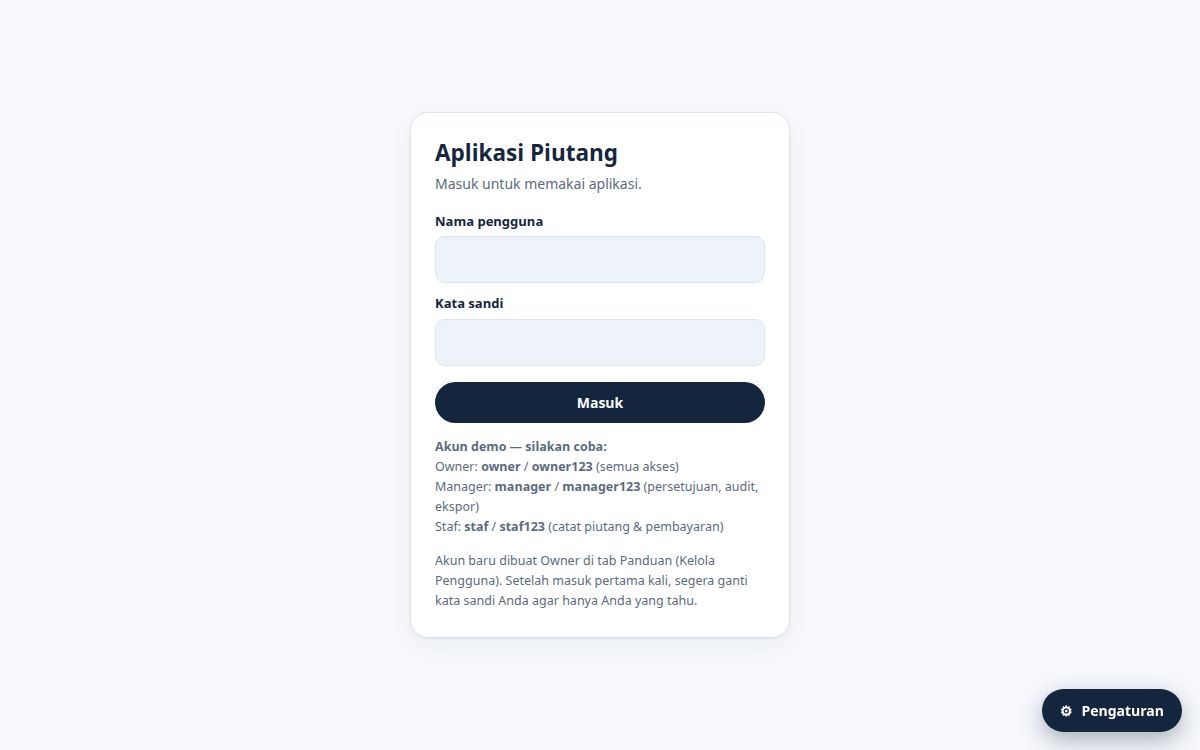 Aplikasi Piutang
Masuk untuk memakai aplikasi.
Nama pengguna
Kata sandi
Masuk
Akun demo — silakan coba:
Owner: owner / owner123 (semua akses)
Manager: manager / manager123 (persetujuan, audit,
ekspor)
Staf: staf / staf123 (catat piutang & pembayaran)
Akun baru dibuat Owner di tab Panduan (Kelola
Pengguna). Setelah masuk pertama kali, segera ganti
kata sandi Anda agar hanya Anda yang tahu.
⚙ Pengaturan